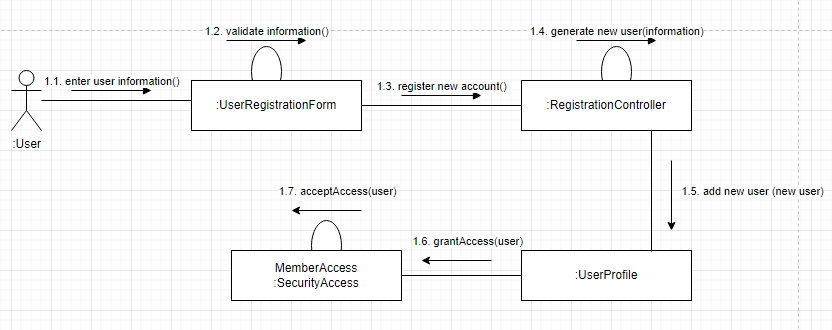 1.2. validate information()
1.4. generate new user(information)
1.1. enter user information()
1.3. register new account()
:UserRegistrationForm
:RegistrationController
:User
1.7. acceptAccess(user)
1.5. add new user (new user)
1.6. grantAccess(user)
MemberAccess
:SecurityAccess
:UserProfile